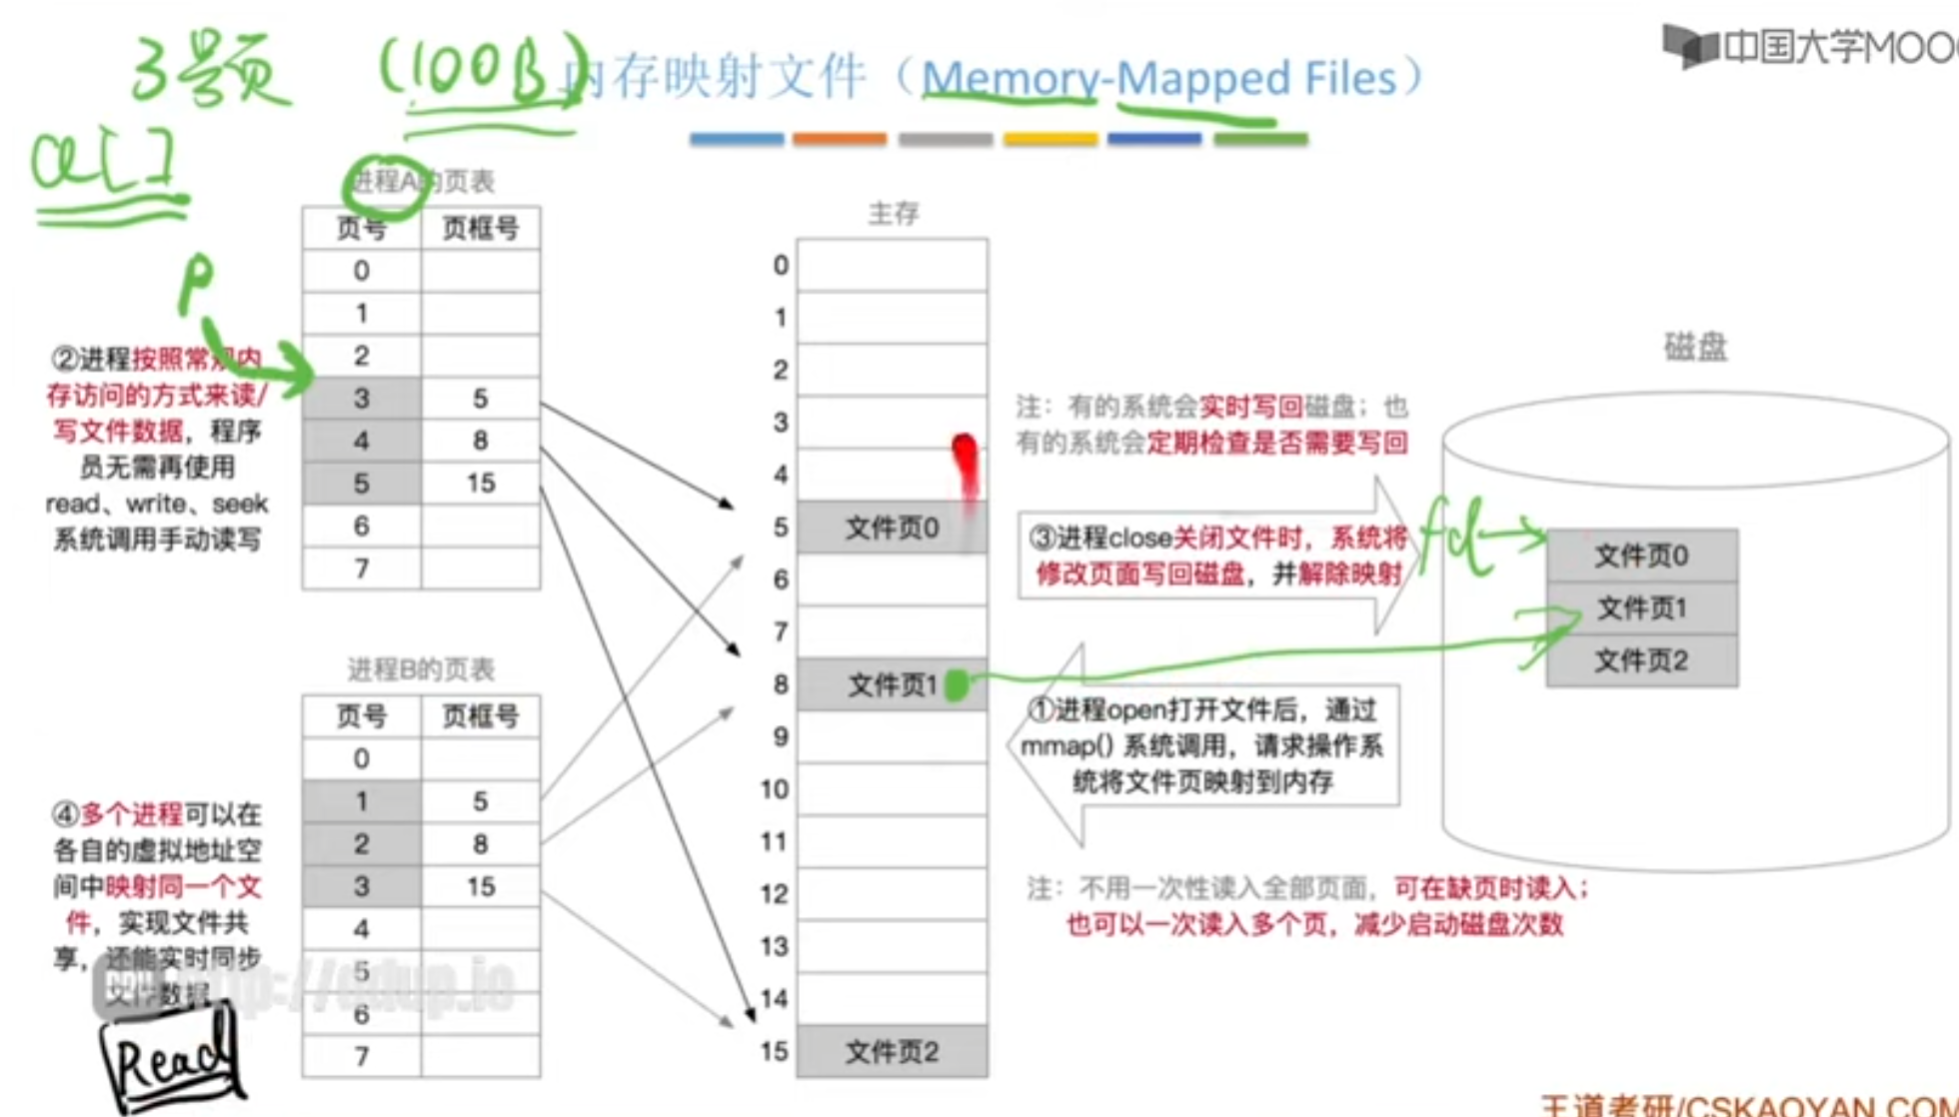 3号页 (100B)
a[]
内存映射文件（Memory-Mapped Files）
中国大学MOO
进程A的页表
页号 页框号
0
1
2
3 5
4 8
5 15
6
7
P
②进程按照常规内
存访问的方式来读/
写文件数据，程序
员无需再使用
read、write、seek
系统调用手动读写
进程B的页表
页号 页框号
0
1 5
2 8
3 15
4
5
6
7
④多个进程可以在
各自的虚拟地址空
间中映射同一个文
件，实现文件共
享，还能实时同步
文件数据
Read
主存
0
1
2
3
4
5 文件页0
6
7
8 文件页1
9
10
11
12
13
14
15 文件页2
注：有的系统会实时写回磁盘；也
有的系统会定期检查是否需要写回
③进程close关闭文件时，系统将
修改页面写回磁盘，并解除映射
①进程open打开文件后，通过
mmap() 系统调用，请求操作系
统将文件页映射到内存
注：不用一次性读入全部页面，可在缺页时读入；
也可以一次读入多个页，减少启动磁盘次数
磁盘
fd
文件页0
文件页1
文件页2
王道考研/CSKAOYAN.COM